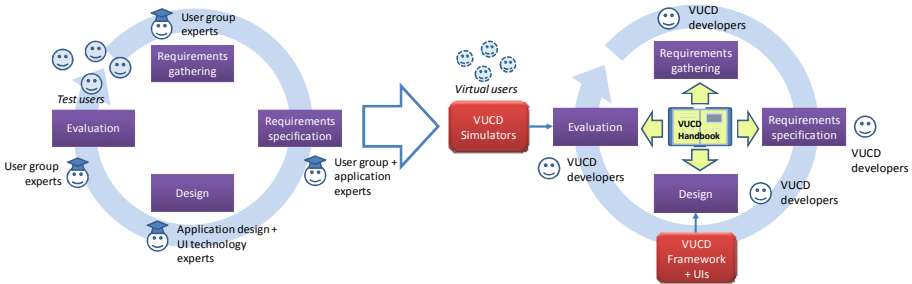 User group
experts
Requirements
gathering
Test users
Evaluation
Requirements
specification
User group
experts
User group +
application
experts
Design
Application design +
UI technology
experts
VUCD
developers
Requirements
gathering
Virtual users
VUCD
Simulators
Evaluation
VUCD
Handbook
Requirements
specification
VUCD
developers
VUCD
developers
Design
VUCD
developers
VUCD
Framework
+ UIs